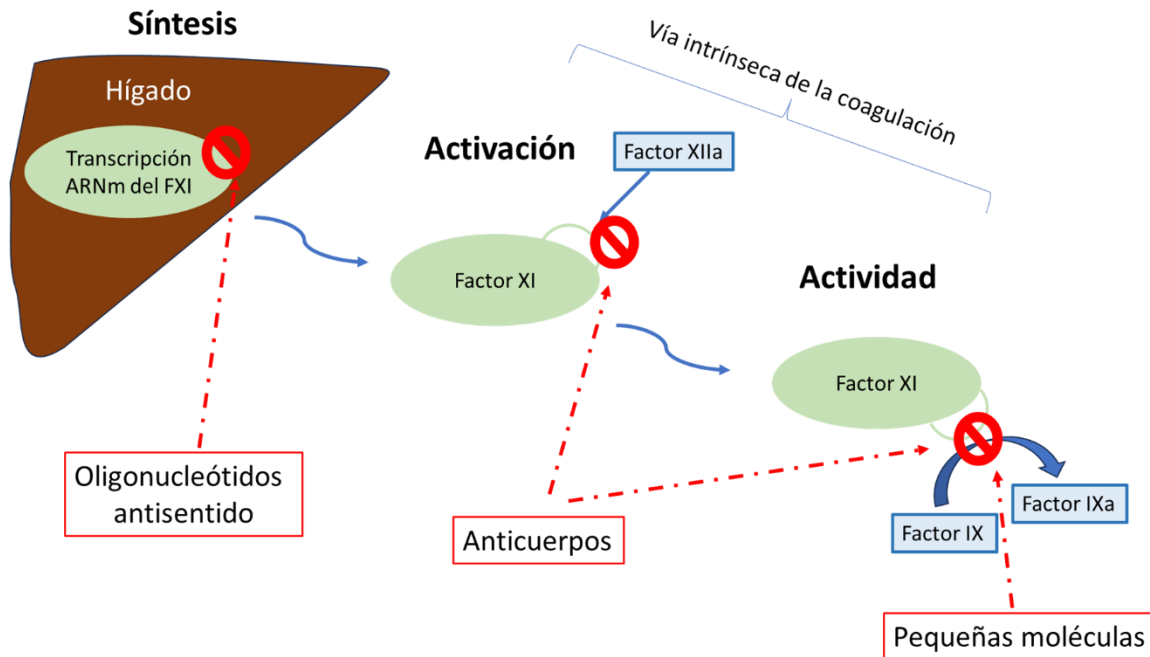 Síntesis
Hígado
Transcripción
ARNm del FXI
Vía intrínseca de la coagulación
Activación
Factor XIIa
Factor XI
Actividad
Factor XI
Factor IX
Factor IXa
Oligonucleótidos
antisentido
Anticuerpos
Pequeñas moléculas